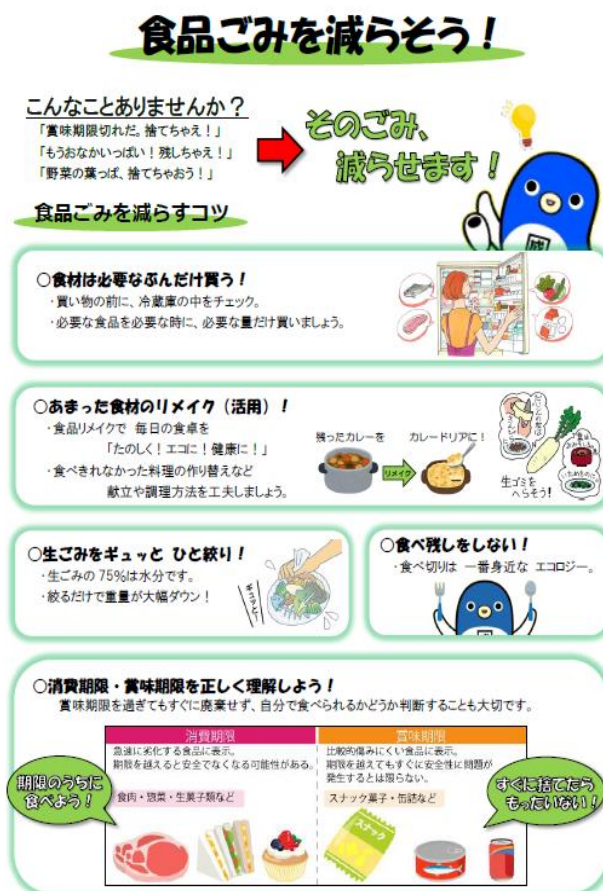 食品ごみを減らそう！
こんなことありませんか？
「賞味期限切れだ。捨てちゃえ！」
「もうおなかいっぱい！残しちゃえ！」
「野菜の葉っぱ、捨てちゃおう！」
そのごみ、
減らせます！
食品ごみを減らすコツ
○食材は必要なぶんだけ買う！
・買い物の前に、冷蔵庫の中をチェック。
・必要な食品を必要な時に、必要な量だけ買いましょう。
○あまった食材のリメイク（活用）！
・食品リメイクで 毎日の食卓を
「たのしく！エコに！健康に！」
・食べきれなかった料理の作り替えなど
献立や調理方法を工夫しましょう。
残ったカレーを
カレードリアに！
リメイク
生ゴミを
へらそう！
○生ごみをギュッと ひと絞り！
・生ごみの 75％は水分です。
・絞るだけで重量が大幅ダウン！
○食べ残しをしない！
・食べ切りは 一番身近な エコロジー。
○消費期限・賞味期限を正しく理解しよう！
賞味期限を過ぎてもすぐに廃棄せず、自分で食べられるかどうか判断することも大切です。
消費期限
急速に劣化する食品に表示。
期限を越えると安全でなくなる可能性がある。
食肉・惣菜・生菓子類など
賞味期限
比較的傷みにくい食品に表示。
期限を越えてもすぐに安全性に問題が
発生するとは限らない。
スナック菓子・缶詰など
スナック
期限のうちに
食べよう！
すぐに捨てたら
もったいない！